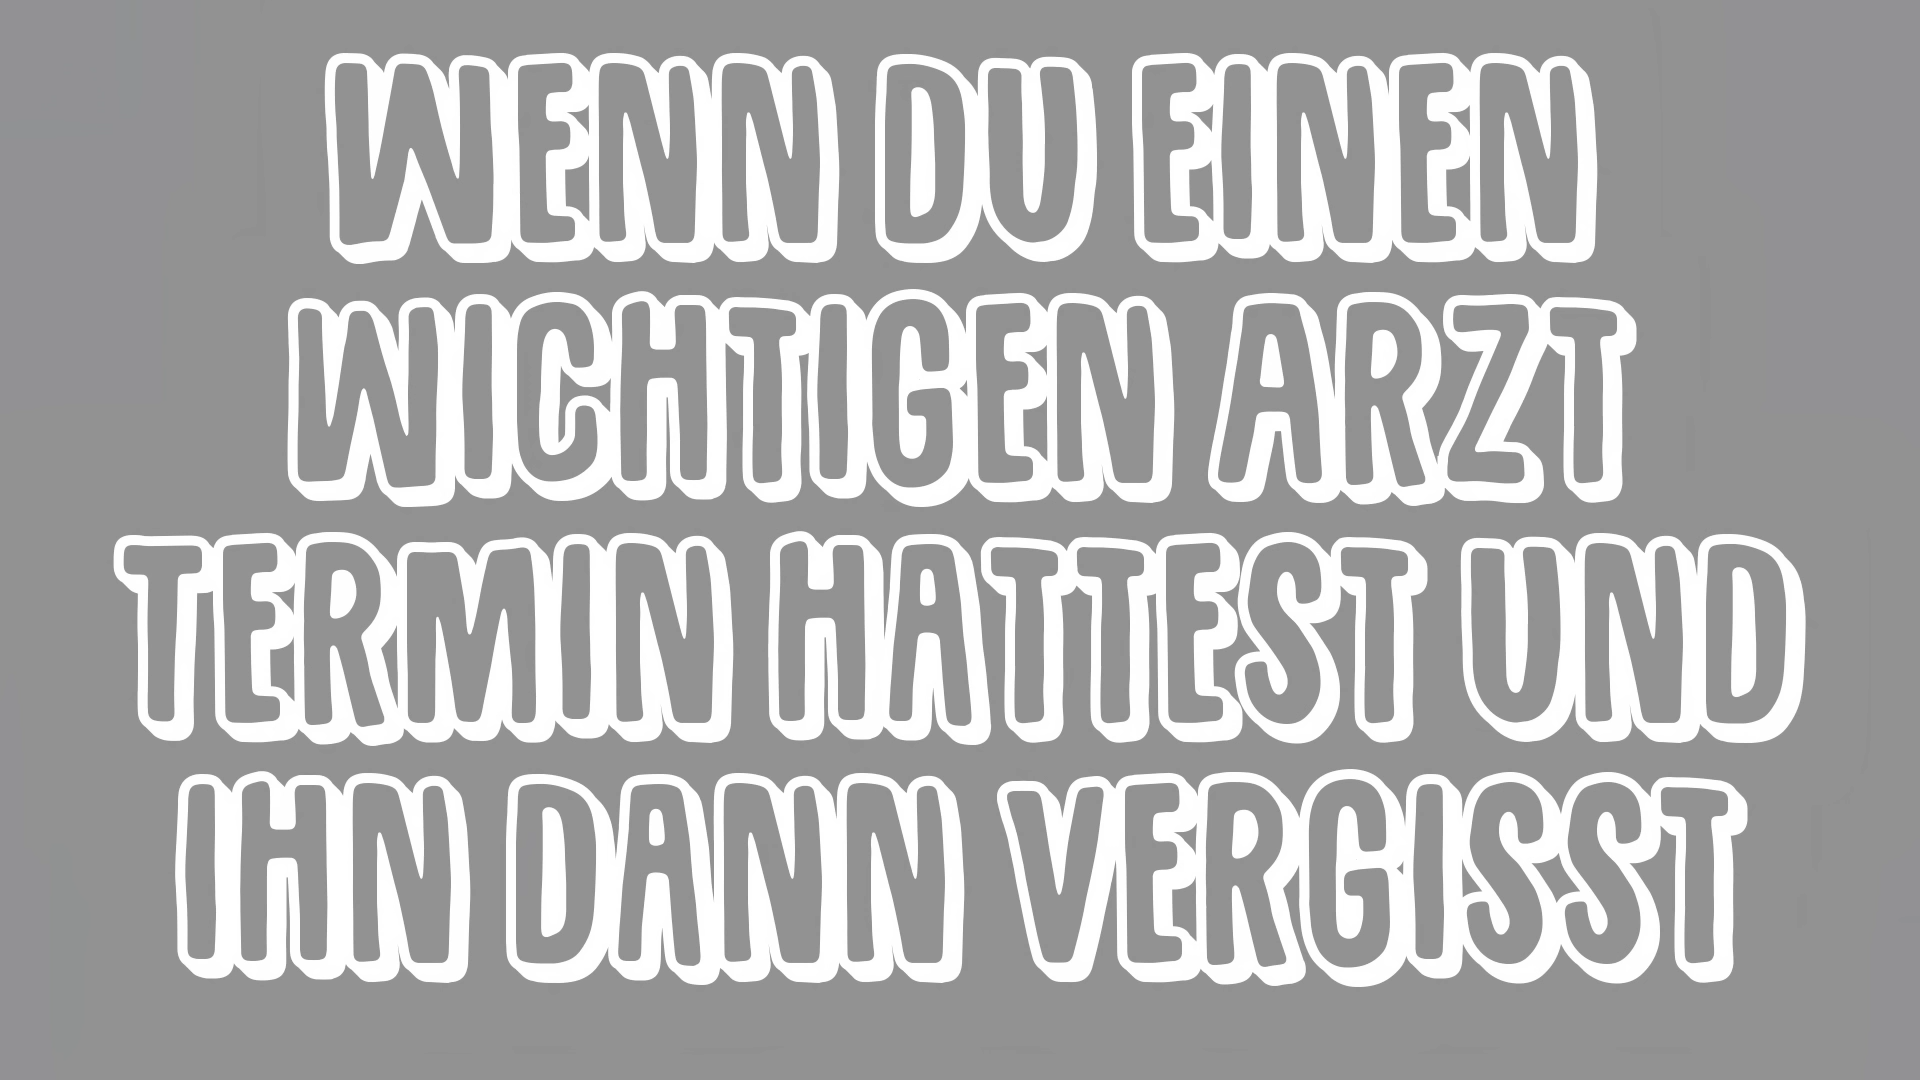 WENN DU EINEN
WICHTIGEN ARZT
TERMIN HATTEST UND
IHN DANN VERGISST